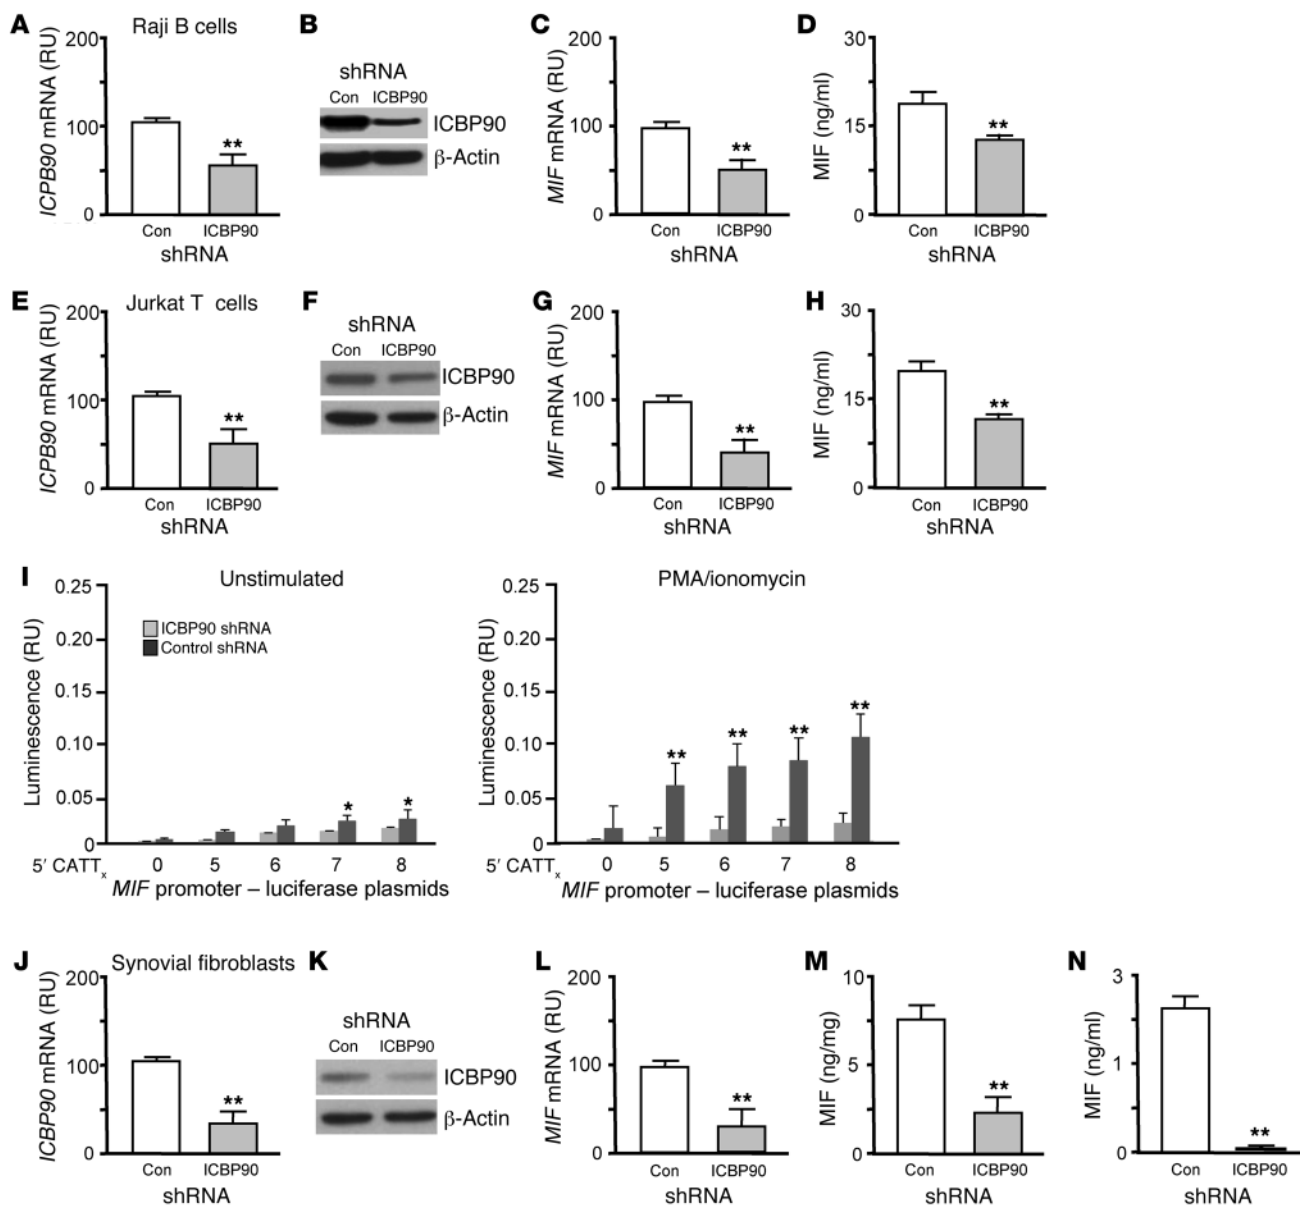 A
Raji B cells
ICPB90 mRNA (RU)
200
100
0
**
Con ICBP90
shRNA
B
shRNA
Con ICBP90
ICBP90
β-Actin
C
MIF mRNA (RU)
200
100
0
**
Con ICBP90
shRNA
D
MIF (ng/ml)
30
15
0
**
Con ICBP90
shRNA
E
Jurkat T cells
ICPB90 mRNA (RU)
200
100
0
**
Con ICBP90
shRNA
F
shRNA
Con ICBP90
ICBP90
β-Actin
G
MIF mRNA (RU)
200
100
0
**
Con ICBP90
shRNA
H
MIF (ng/ml)
30
15
0
**
Con ICBP90
shRNA
I
Unstimulated
Luminescence (RU)
0.25
0.20
0.15
0.10
0.05
0
ICBP90 shRNA
Control shRNA
* *
5′ CATTx 0 5 6 7 8
MIF promoter – luciferase plasmids
PMA/ionomycin
Luminescence (RU)
0.25
0.20
0.15
0.10
0.05
0
** ** ** **
5′ CATTx 0 5 6 7 8
MIF promoter – luciferase plasmids
J
Synovial fibroblasts
ICBP90 mRNA (RU)
200
100
0
**
Con ICBP90
shRNA
K
shRNA
Con ICBP90
ICBP90
β-Actin
L
MIF mRNA (RU)
200
100
0
**
Con ICBP90
shRNA
M
MIF (ng/mg)
10
5
0
**
Con ICBP90
shRNA
N
MIF (ng/ml)
3
1
0
**
Con ICBP90
shRNA